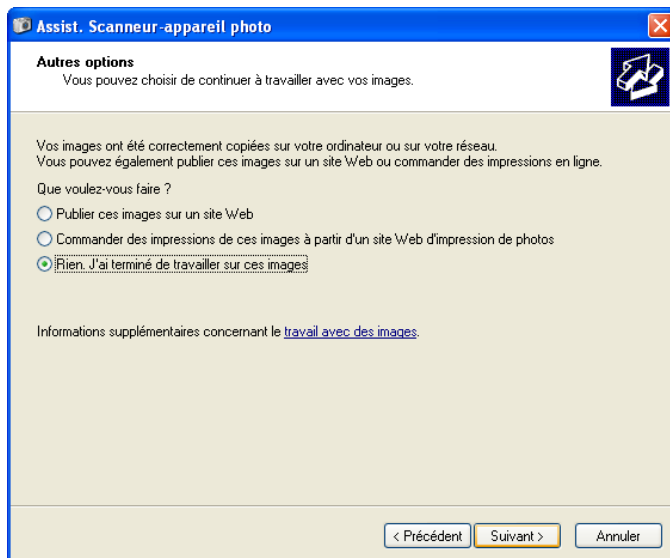 Assist. Scanneur-appareil photo
Autres options
Vous pouvez choisir de continuer à travailler avec vos images.
Vos images ont été correctement copiées sur votre ordinateur ou sur votre réseau.
Vous pouvez également publier ces images sur un site Web ou commander des impressions en ligne.
Que voulez-vous faire ?
Publier ces images sur un site Web
Commander des impressions de ces images à partir d'un site Web d'impression de photos
Rien. J'ai terminé de travailler sur ces images
Informations supplémentaires concernant le travail avec des images.
< Précédent Suivant > Annuler